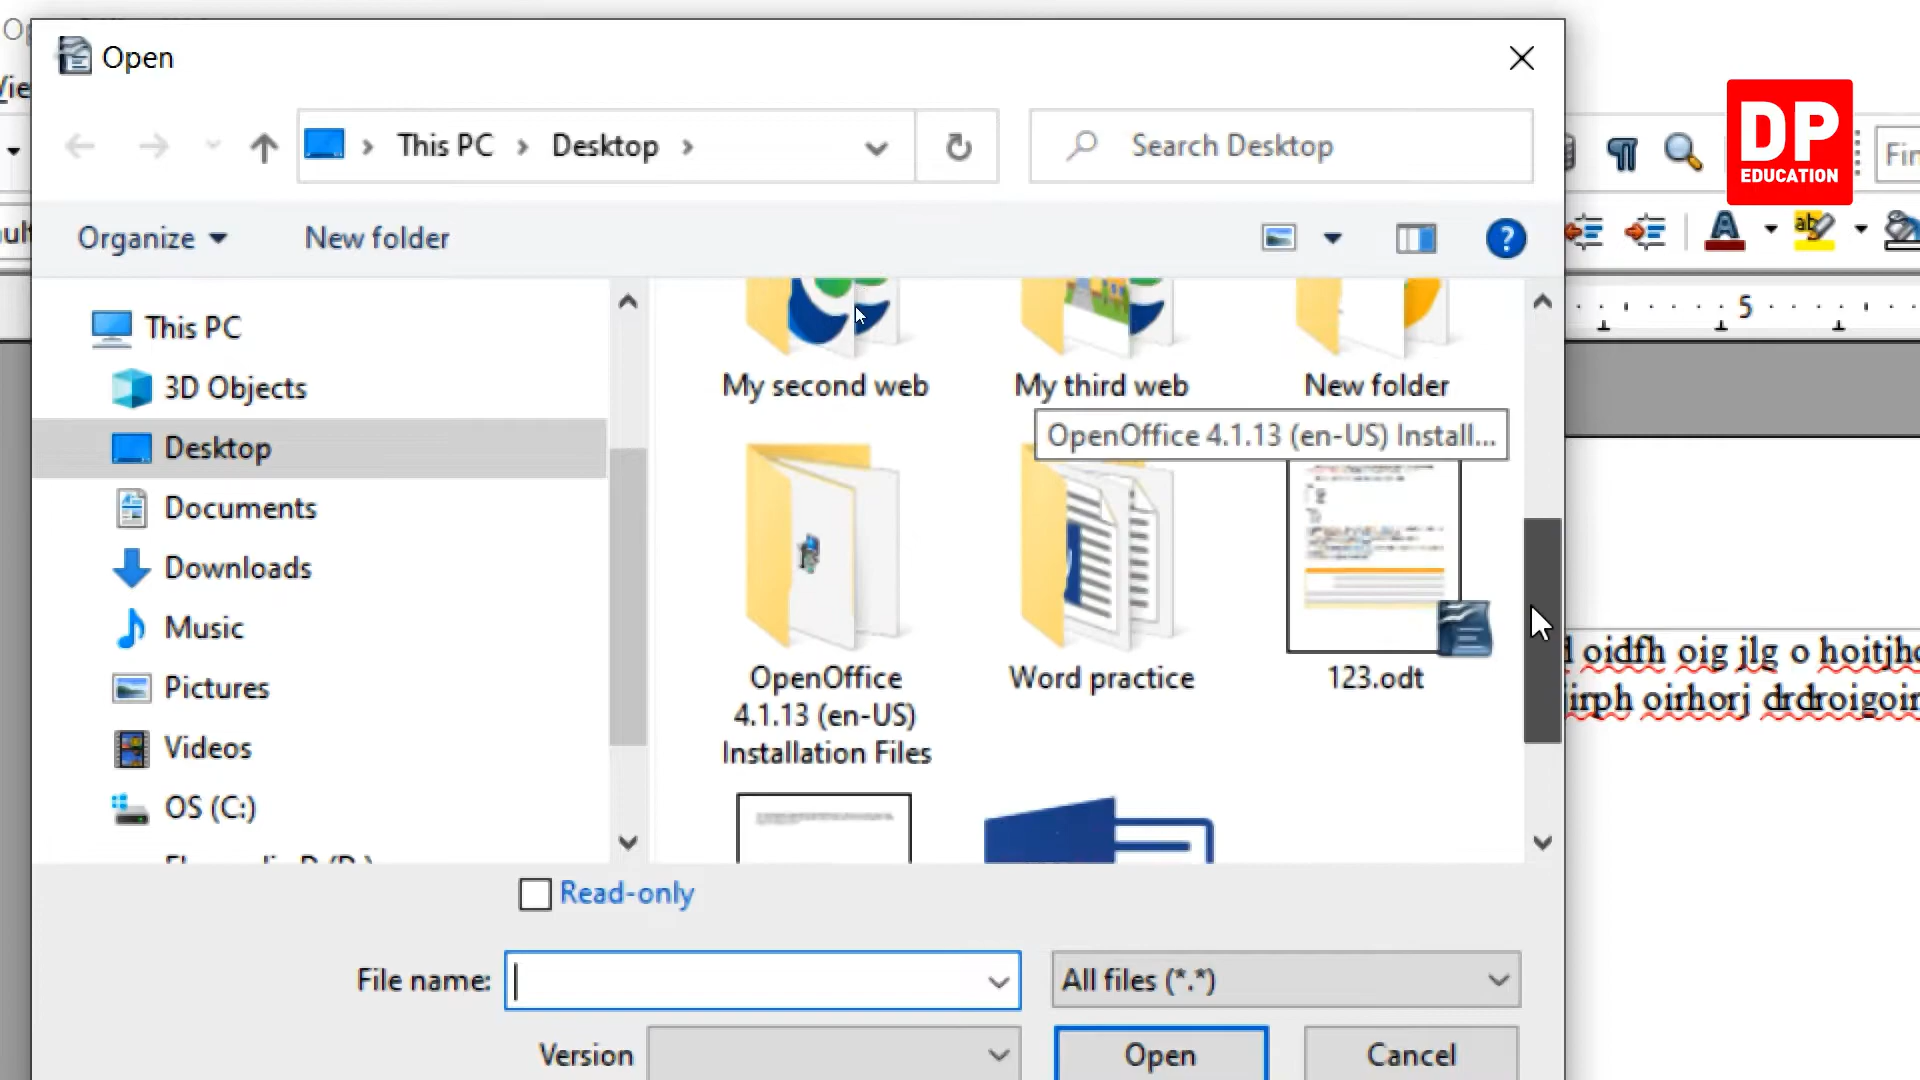 Open
This PC
Desktop
Search Desktop
DP
EDUCATION
Organize
New folder
This PC
3D Objects
Desktop
Documents
Downloads
Music
Pictures
Videos
OS (C:)
My second web
My third web
New folder
OpenOffice 4.1.13 (en-US) Install...
OpenOffice
4.1.13 (en-US)
Installation Files
Word practice
123.odt
5
oidfh oig jlg o
oirhorj
Read-only
File name:
All files (*.*)
Version
Open
Cancel